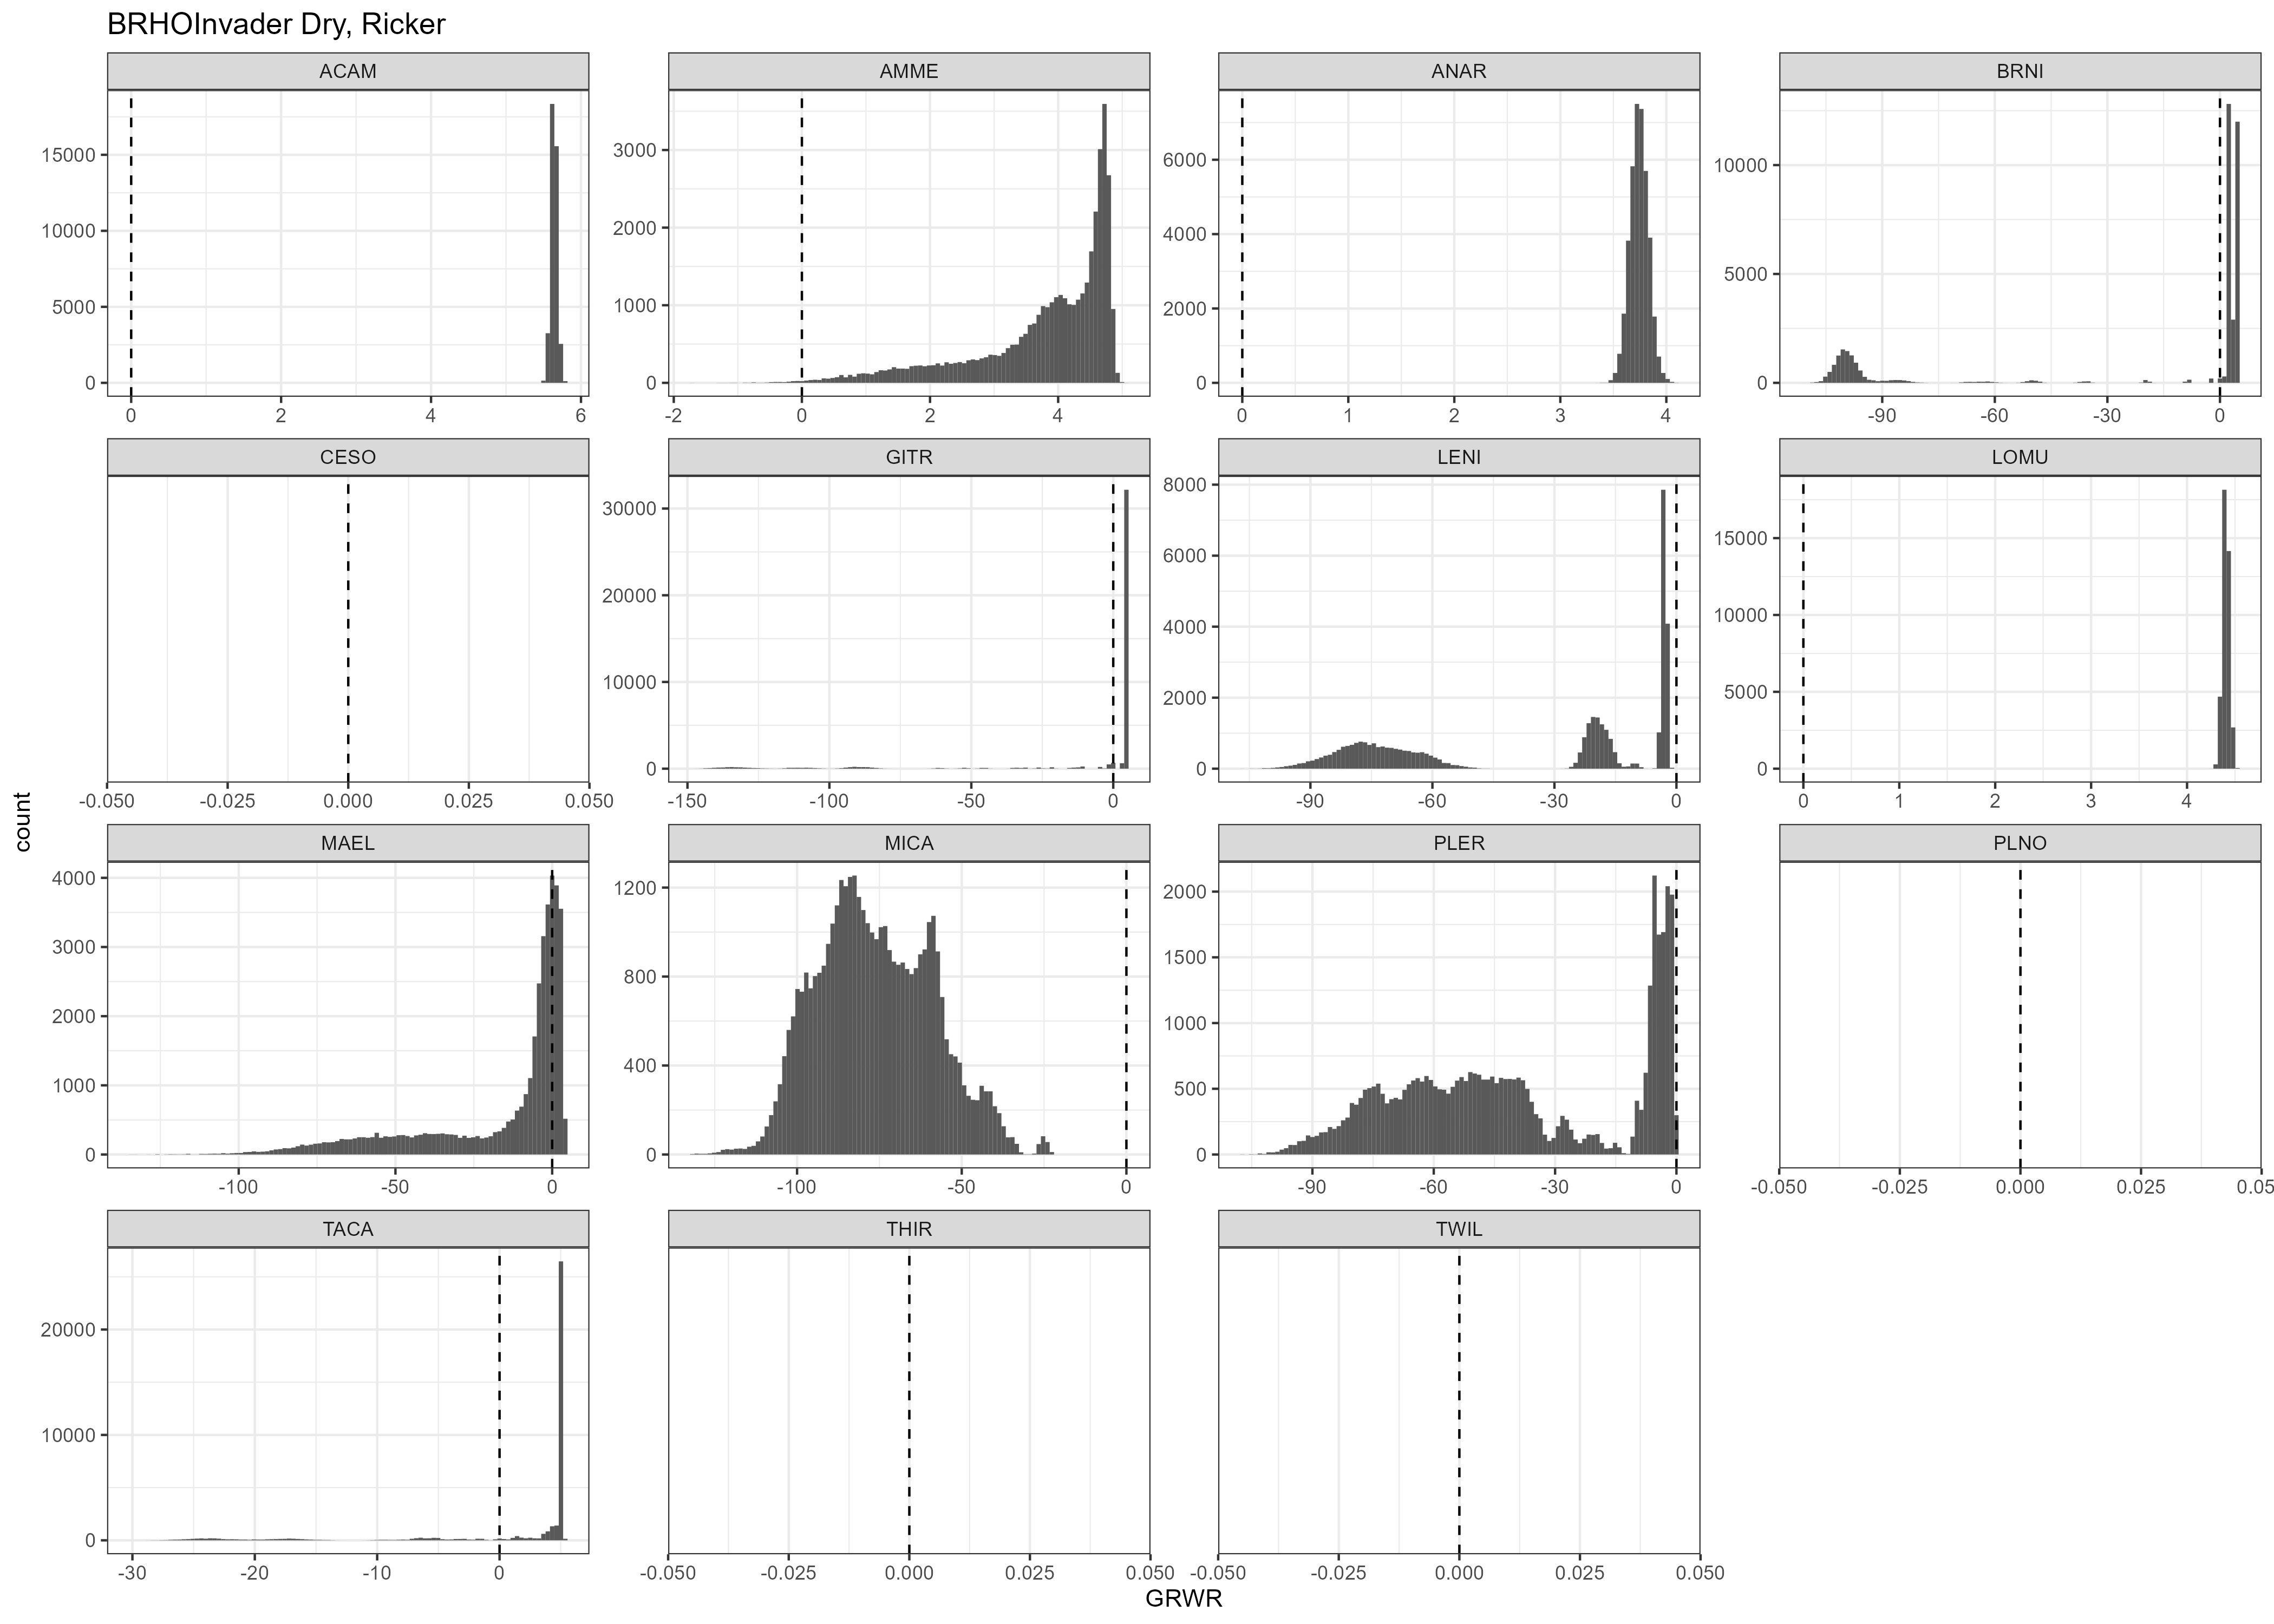 BRHOInvader Dry, Ricker
ACAM AMME ANAR BRNI
15000 3000 6000 10000
10000 2000 4000 5000
5000 1000 2000
0 0 0 0
0 2 4 6 -2 0 2 4 0 1 2 3 4 -90 -60 -30 0
CESO GITR LENI LOMU
30000 8000 15000
20000 6000 10000
10000 4000 5000
0 2000 0
0
-0.050 -0.025 0.000 0.025 0.050 -150 -100 -50 0 -90 -60 -30 0 0 1 2 3 4
count
MAEL MICA PLER PLNO
4000 1200 2000
3000 800 1500
2000 400 1000
1000 0 500
0 0
-100 -50 0 -100 -50 0 -90 -60 -30 0 -0.050 -0.025 0.000 0.025 0.05
TACA THIR TWIL
20000
10000
0
-30 -20 -10 0 -0.050 -0.025 0.000 0.025 0.050 -0.050 -0.025 0.000 0.025 0.050
GRWR